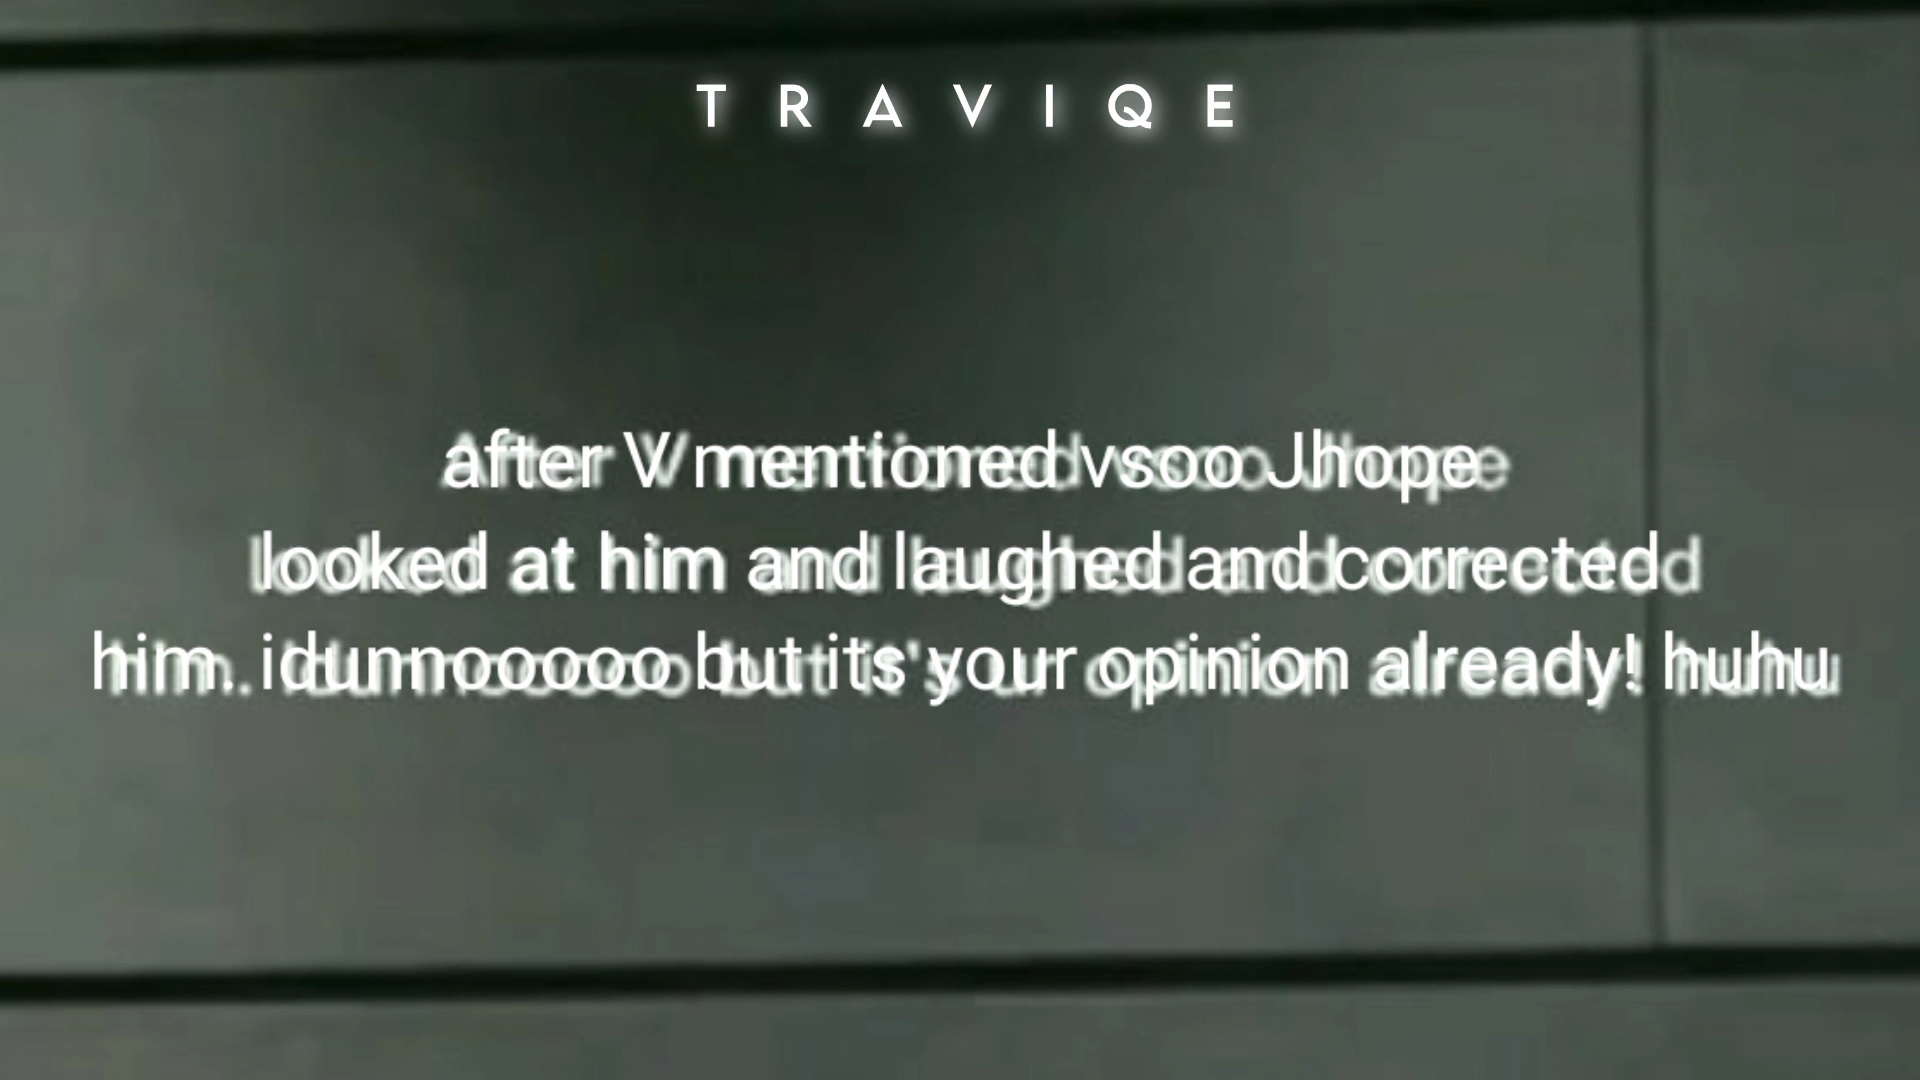 TRAVIQE
after V mentioned vsoo Jhope
looked at him and laughed and corrected
him.. idunnooooo but its your opinion already! huhu